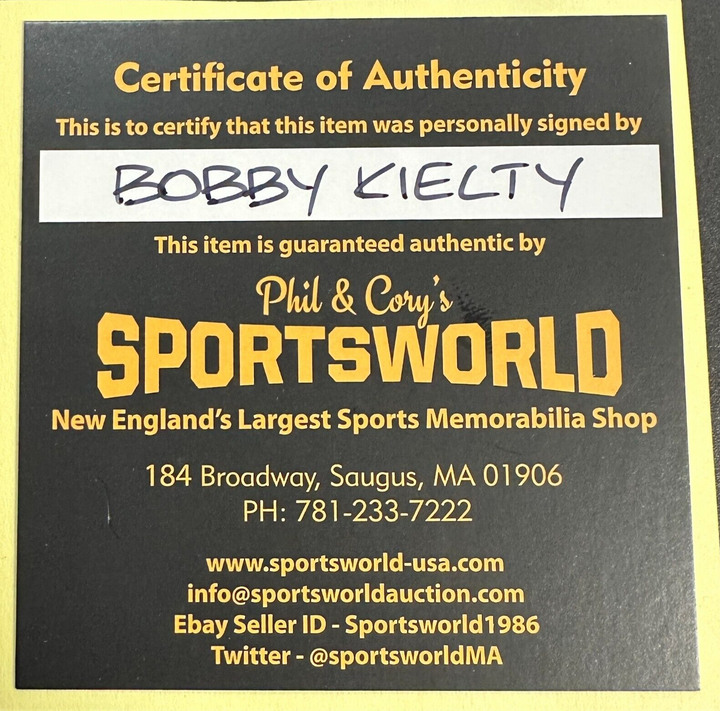 Certificate of Authenticity
This is to certify that this item was personally signed by
BOBBY KIELTY
This item is guaranteed authentic by
Phil & Cory's
SPORTSWORLD
New England's Largest Sports Memorabilia Shop
184 Broadway, Saugus, MA 01906
PH: 781-233-7222
www.sportsworld-usa.com
info@sportsworldauction.com
Ebay Seller ID - Sportsworld1986
Twitter - @sportsworldMA